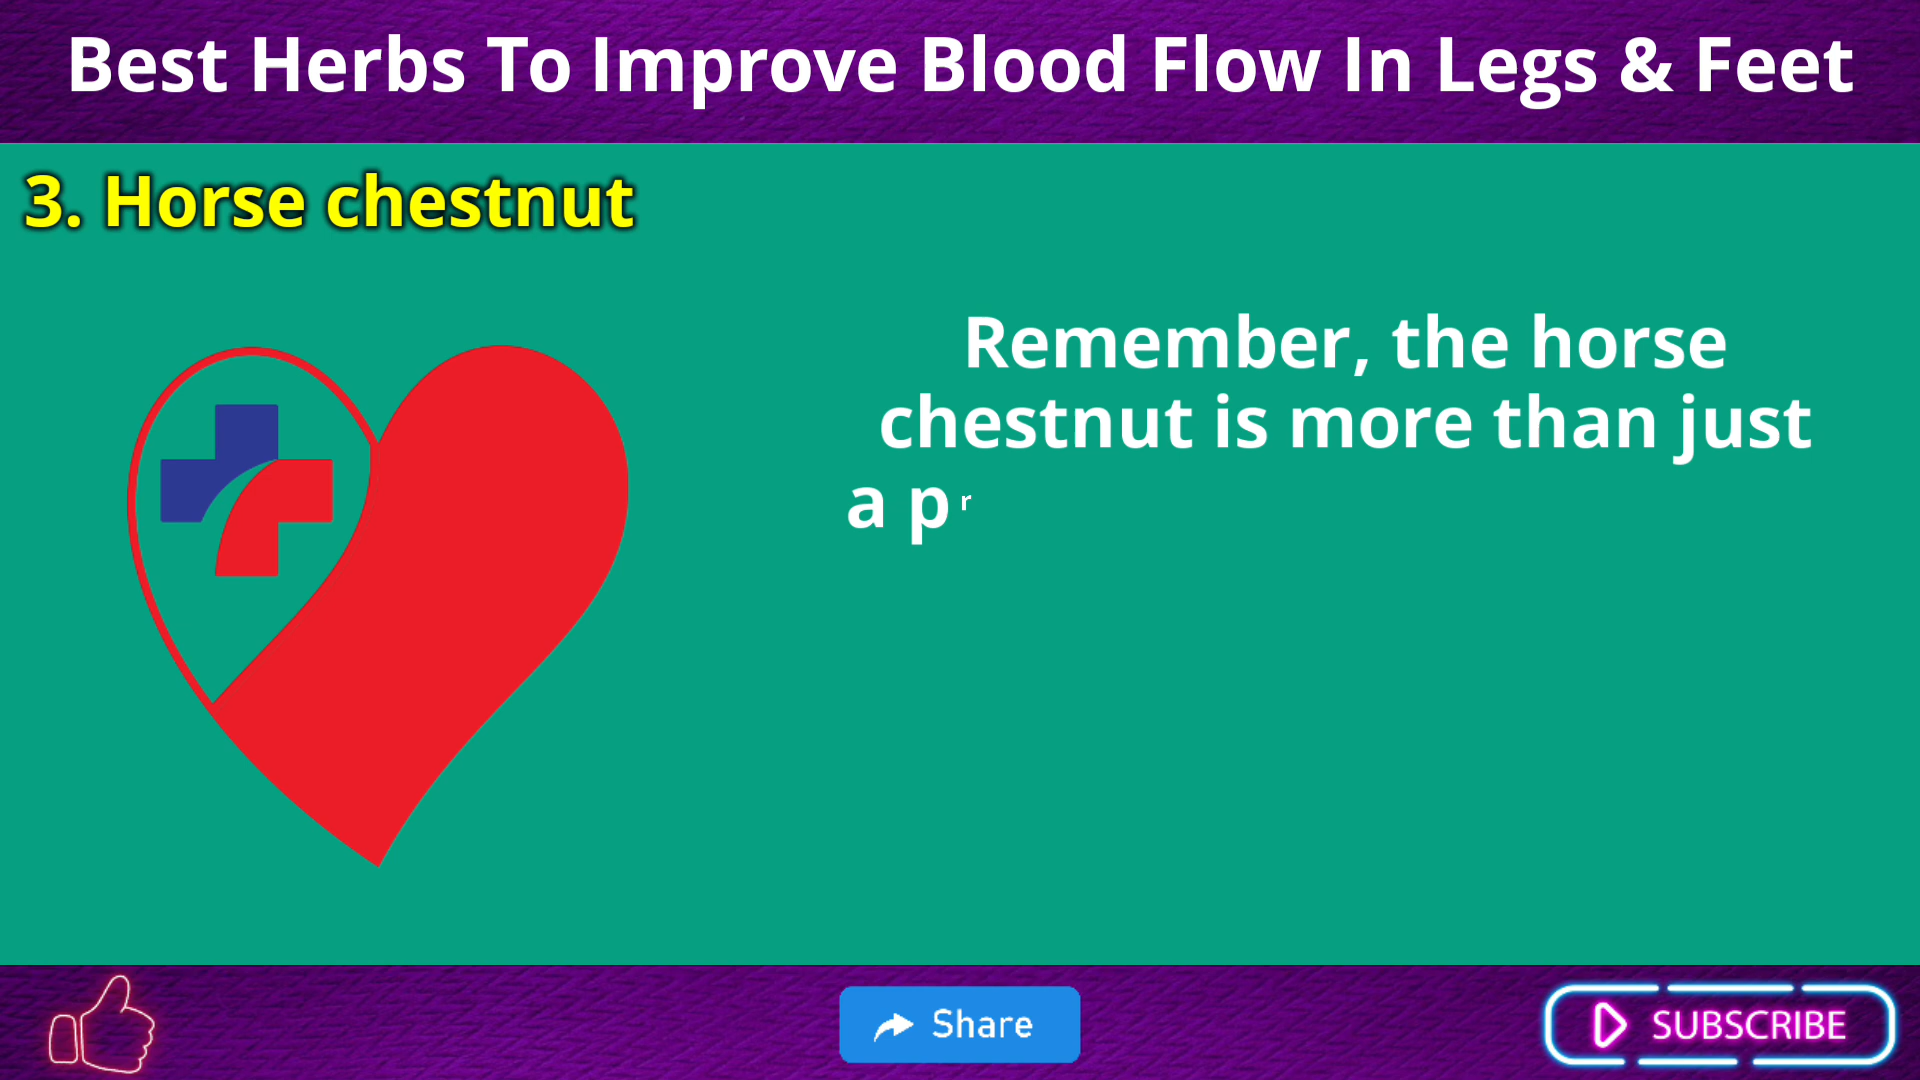 Best Herbs To Improve Blood Flow In Legs & Feet
3. Horse chestnut
Remember, the horse
chestnut is more than just
a pr
Share
SUBSCRIBE